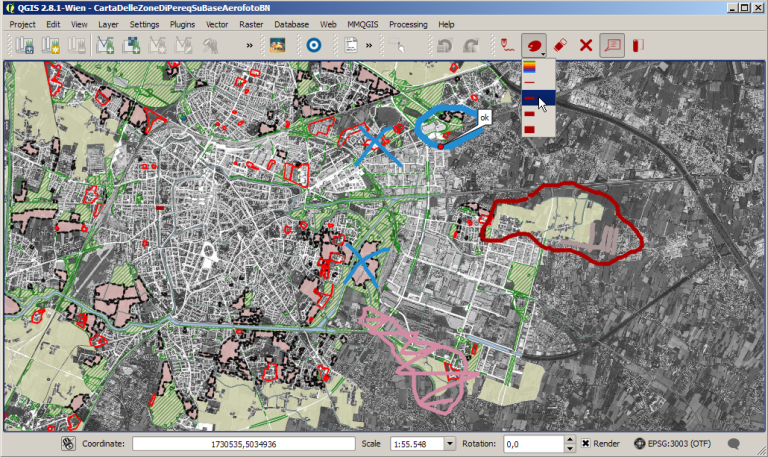 QGIS 2.8.1-Wien - CartaDelleZoneDiPereqSuBaseAerofotoBN
Project Edit View Layer Settings Plugins Vector Raster Database Web MMQGIS Processing Help
» »
ok
Coordinate: 1730535,5034936 Scale 1:55.548 Rotation: 0,0 Render EPSG:3003 (OTF)